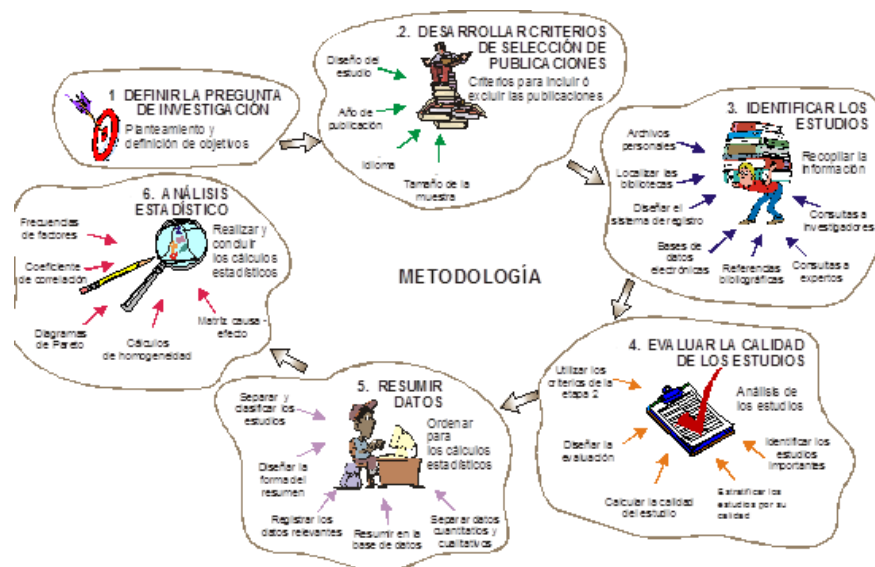 1 DEFINIR LA PREGUNTA
DE INVESTIGACIÓN
Planteamiento y
definición de objetivos
2. DESARROLLAR CRITERIOS
DE SELECCIÓN DE
PUBLICACIONES
Criterios para incluir ó
excluir las publicaciones
Diseño del
estudio
Año de
publicación
Idioma
Tamaño de la
muestra
3. IDENTIFICAR LOS
ESTUDIOS
Recopilar la
información
Archivos
personales
Localizar las
bibliotecas
Diseñar el
sistema de registro
Bases de
datos
electrónicas
Referencias
bibliográficas
Consultas a
expertos
Consultas a
investigadores
METODOLOGÍA
4. EVALUAR LA CALIDAD
DE LOS ESTUDIOS
Análisis de
los estudios
Utilizar los
criterios de la
etapa 2
Diseñar la
evaluación
Calcular la calidad
del estudio
Estratificar los
estudios por su
calidad
Identificar los
estudios
importantes
5. RESUMIR
DATOS
Ordenar
para
los cálculos
estadísticos
Separar y
clasificar los
estudios
Diseñar la
forma del
resumen
Registrar los
datos relevantes
Resumir en la
base de datos
Separar datos
cuantitativos y
cualitativos
6. ANÁLISIS
ESTADÍSTICO
Realizar y
concluir
los cálculos
estadísticos
Frecuencias
de factores
Coeficiente
de correlación
Diagramas
de Pareto
Cálculos
de homogeneidad
Matriz causa -
efecto